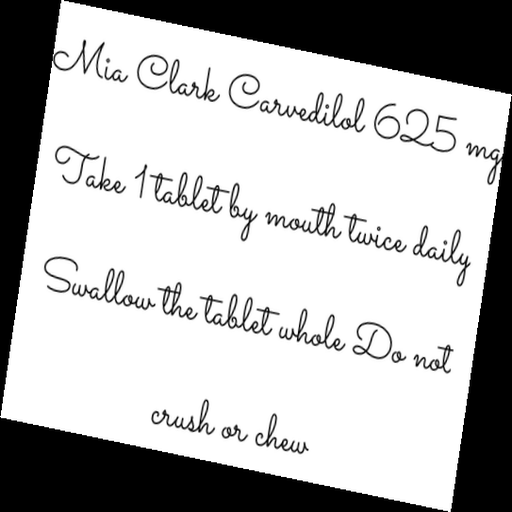 Mia Clark Carvedilol 625 mg
Take 1 tablet by mouth twice daily
Swallow the tablet whole Do not
crush or chew